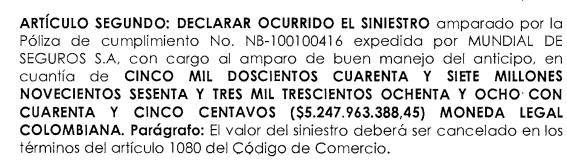 ARTÍCULO SEGUNDO: DECLARAR OCURRIDO EL SINIESTRO amparado por la
Póliza de cumplimiento No. NB-100100416 expedida por MUNDIAL DE
SEGUROS S.A, con cargo al amparo de buen manejo del anticipo, en
cuantía de CINCO MIL DOSCIENTOS CUARENTA Y SIETE MILLONES
NOVECIENTOS SESENTA Y TRES MIL TRESCIENTOS OCHENTA Y OCHO CON
CUARENTA Y CINCO CENTAVOS ($5.247.963.388,45) MONEDA LEGAL
COLOMBIANA. Parágrafo: El valor del siniestro deberá ser cancelado en los
términos del artículo 1080 del Código de Comercio.